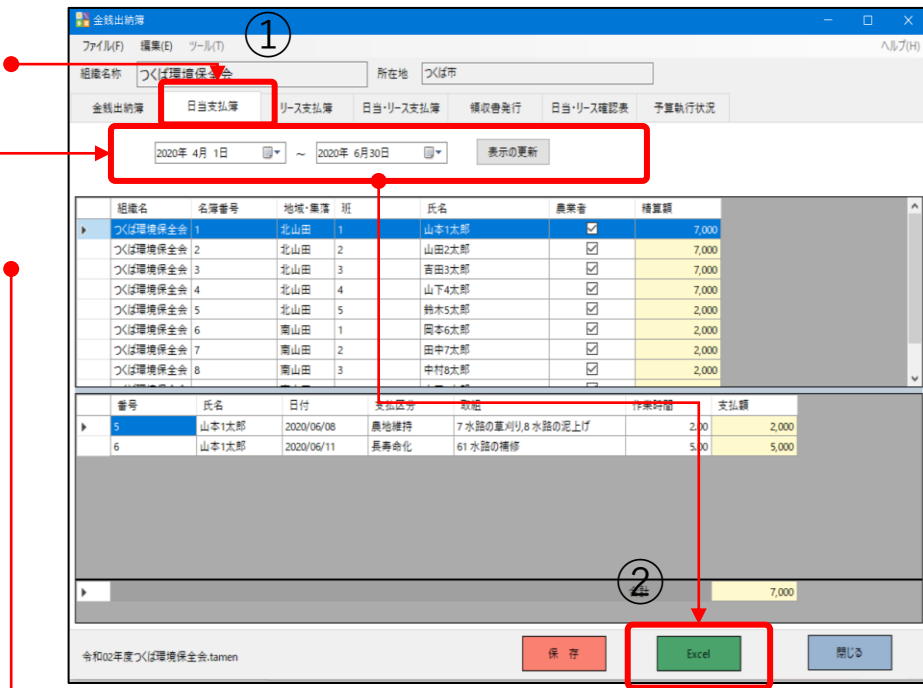 金銭出納簿
①
ファイル(F) 編集(E) ツール(T) ヘルプ(H)
組織名称 つくば環境保全会 所在地 つくば市
金銭出納簿 日当支払簿 リース支払簿 日当・リース支払簿 領収書発行 日当・リース確認表 予算執行状況
2020年 4月 1日 ～ 2020年 6月30日 表示の更新
組織名 名簿番号 地域・集落 班 氏名 農業者 積算額
つくば環境保全会 1 北山田 1 山本1太郎 7,000
つくば環境保全会 2 北山田 2 山田2太郎 7,000
つくば環境保全会 3 北山田 3 吉田3太郎 7,000
つくば環境保全会 4 北山田 4 山下4太郎 7,000
つくば環境保全会 5 北山田 5 鈴木5太郎 2,000
つくば環境保全会 6 南山田 1 岡本6太郎 2,000
つくば環境保全会 7 南山田 2 田中7太郎 2,000
つくば環境保全会 8 南山田 3 中村8太郎 2,000
番号 氏名 日付 支払区分 取組 作業時間 支払額
5 山本1太郎 2020/06/08 農地維持 7 水路の草刈り,8 水路の泥上げ 2.00 2,000
6 山本1太郎 2020/06/11 長寿命化 61 水路の補修 5.00 5,000
②
合計 7,000
令和02年度つくば環境保全会.tamen 保 存 Excel 閉じる